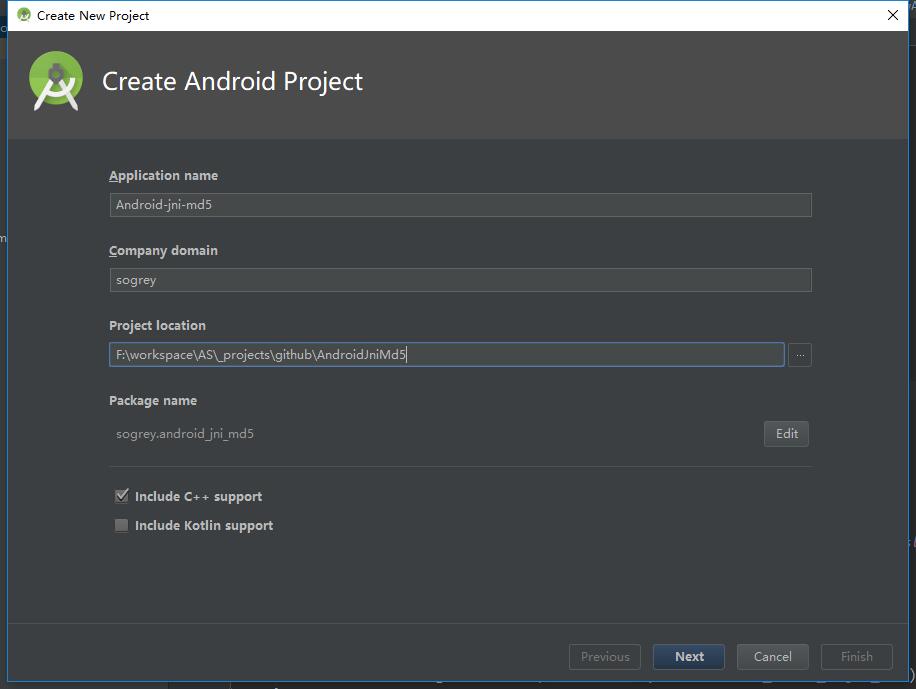 Create New Project
Create Android Project
Application name
Android-jni-md5
Company domain
sogrey
Project location
F:\workspace\AS\_projects\github\AndroidJniMd5
...
Package name
sogrey.android_jni_md5
Edit
Include C++ support
Include Kotlin support
Previous
Next
Cancel
Finish